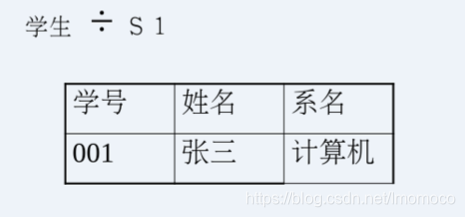 学生 ÷ S 1
学号 姓名 系名
001 张三 计算机
https://blog.csdn.net/lmomoco